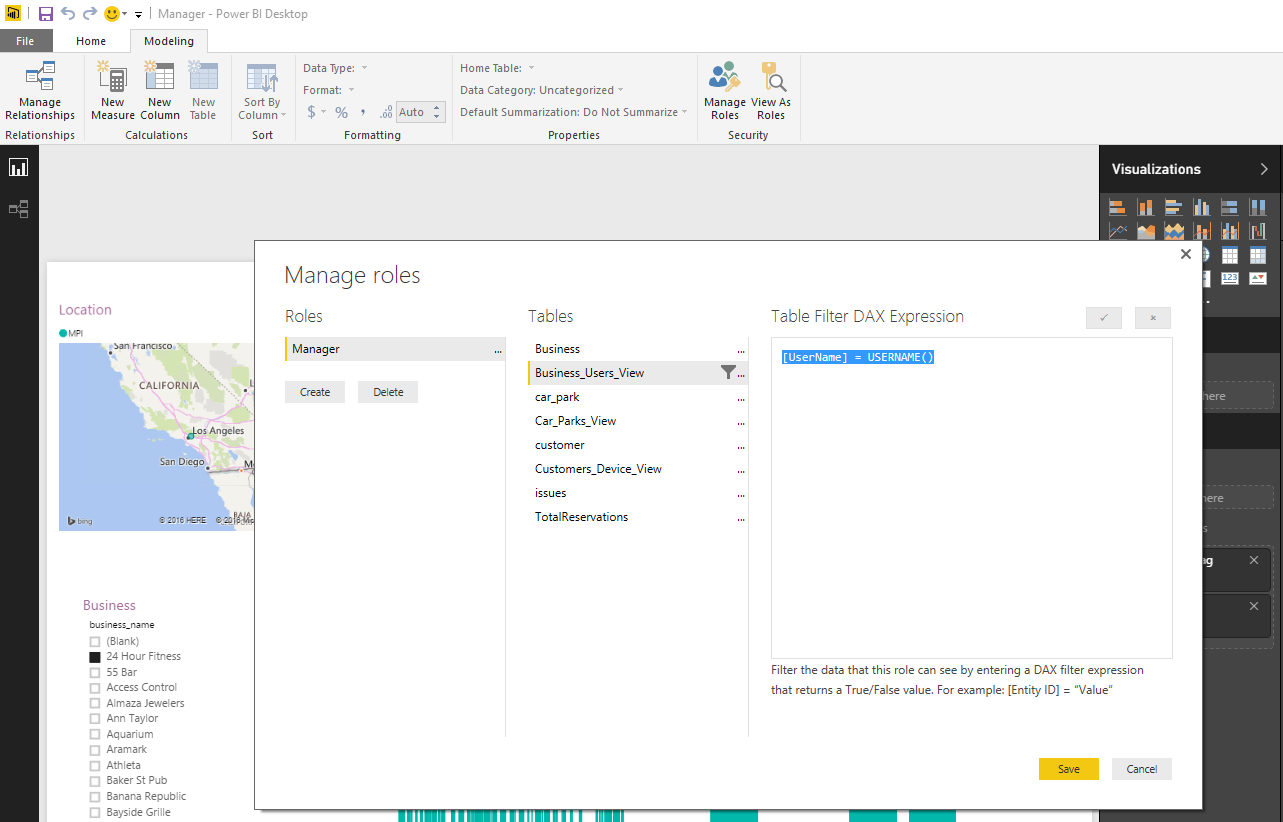 Manager - Power BI Desktop
File Home Modeling
Manage Relationships
New Measure
New Column
New Table
Sort By Column
Data Type:
Format:
$ % , .00 Auto
Home Table:
Data Category: Uncategorized
Default Summarization: Do Not Summarize
Manage Roles
View As Roles
Relationships Calculations Sort Formatting Properties Security
Visualizations
123
Manage roles
Roles
Manager ...
Create Delete
Tables
Business ...
Business_Users_View ...
car_park ...
Car_Parks_View ...
customer ...
Customers_Device_View ...
issues ...
TotalReservations ...
Table Filter DAX Expression
[UserName] = USERNAME()
Filter the data that this role can see by entering a DAX filter expression
that returns a True/False value. For example: [Entity ID] = “Value”
Save Cancel
Location
MPI
San Francisco
CALIFORNIA
Los Angeles
San Diego
BAJA
bing © 2016 HERE
Business
business_name
(Blank)
24 Hour Fitness
55 Bar
Access Control
Almaza Jewelers
Ann Taylor
Aquarium
Aramark
Athleta
Baker St Pub
Banana Republic
Bayside Grille